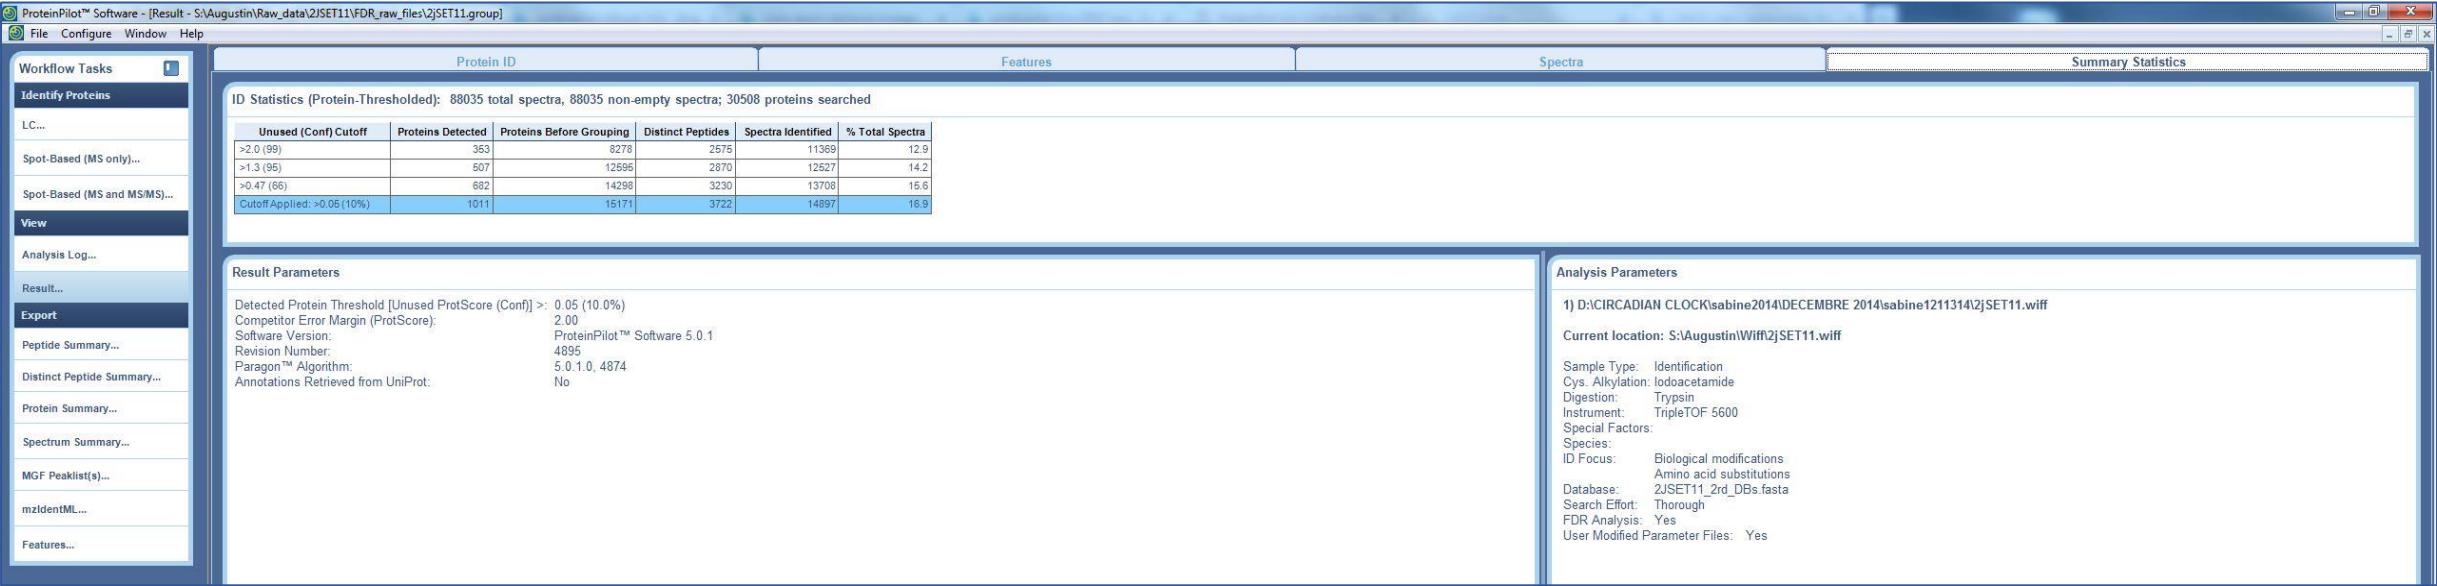 ProteinPilot™ Software - [Result - S:\Augustin\Raw_data\2JSET11\FDR_raw_files\2jSET11.group]
File Configure Window Help
Workflow Tasks
Identify Proteins
LC...
Spot-Based (MS only)...
Spot-Based (MS and MS/MS)...
View
Analysis Log...
Result...
Export
Peptide Summary...
Distinct Peptide Summary...
Protein Summary...
Spectrum Summary...
MGF Peaklist(s)...
mzIdentML...
Features...
Protein ID Features Spectra Summary Statistics
ID Statistics (Protein-Thresholded): 88035 total spectra, 88035 non-empty spectra; 30508 proteins searched
Unused (Conf) Cutoff Proteins Detected Proteins Before Grouping Distinct Peptides Spectra Identified % Total Spectra
>2.0 (99) 353 8278 2575 11369 12.9
>1.3 (95) 507 12595 2870 12527 14.2
>0.47 (66) 682 14298 3230 13708 15.6
Cutoff Applied: >0.05 (10%) 1011 15171 3722 14897 16.9
Result Parameters
Detected Protein Threshold [Unused ProtScore (Conf)] >: 0.05 (10.0%)
Competitor Error Margin (ProtScore): 2.00
Software Version: ProteinPilot™ Software 5.0.1
Revision Number: 4895
Paragon™ Algorithm: 5.0.1.0, 4874
Annotations Retrieved from UniProt: No
Analysis Parameters
1) D:\CIRCADIAN CLOCK\sabine2014\DECEMBRE 2014\sabine1211314\2jSET11.wiff
Current location: S:\Augustin\Wiff\2jSET11.wiff
Sample Type: Identification
Cys. Alkylation: Iodoacetamide
Digestion: Trypsin
Instrument: TripleTOF 5600
Special Factors:
Species:
ID Focus: Biological modifications
Amino acid substitutions
Database: 2JSET11_2rd_DBs.fasta
Search Effort: Thorough
FDR Analysis: Yes
User Modified Parameter Files: Yes